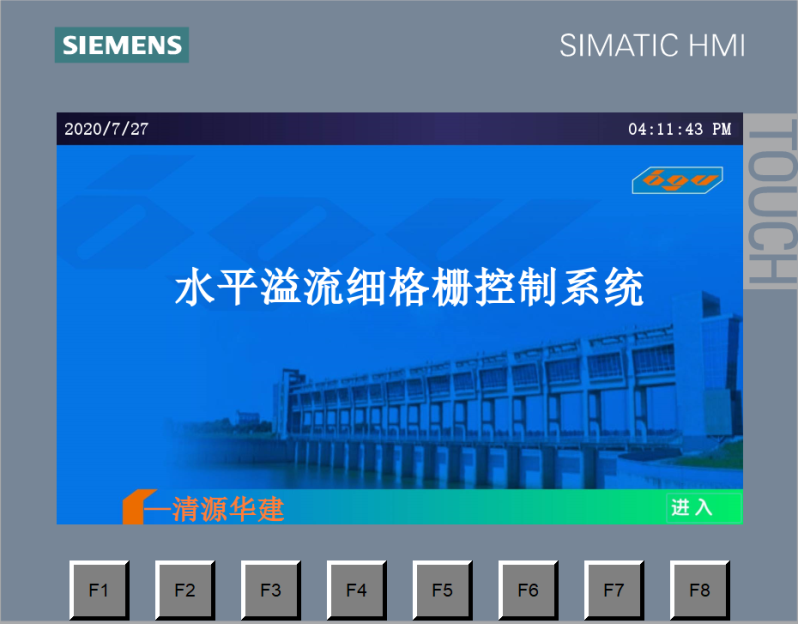 SIEMENS
SIMATIC HMI
2020/7/27
04:11:43 PM
TOUCH
bgu
水平溢流细格栅控制系统
一清源华建
进入
F1
F2
F3
F4
F5
F6
F7
F8